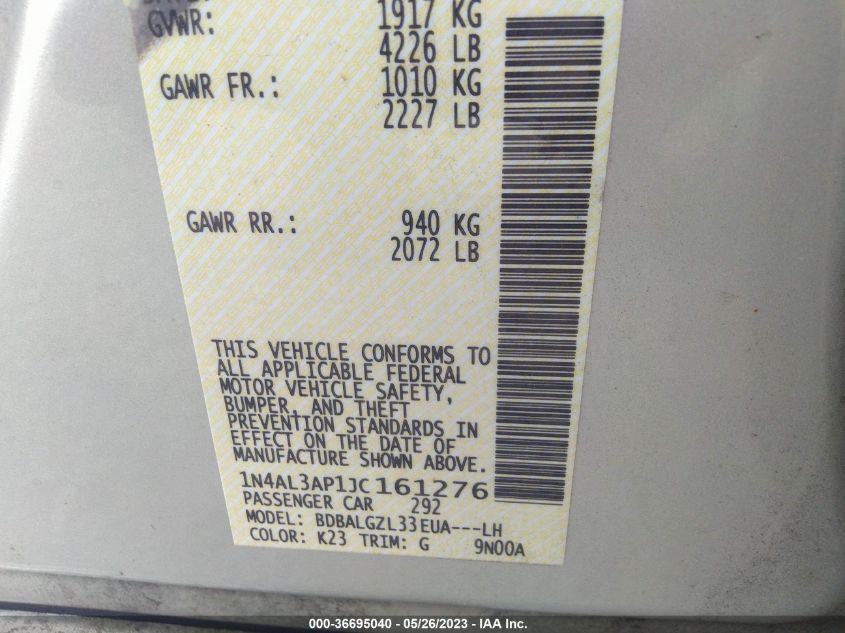 GVWR: 1917 KG
4226 LB
GAWR FR.: 1010 KG
2227 LB
GAWR RR.: 940 KG
2072 LB
THIS VEHICLE CONFORMS TO
ALL APPLICABLE FEDERAL
MOTOR VEHICLE SAFETY,
BUMPER, AND THEFT
PREVENTION STANDARDS IN
EFFECT ON THE DATE OF
MANUFACTURE SHOWN ABOVE.
1N4AL3AP1JC161276
PASSENGER CAR 292
MODEL: BDBALGZL33EUA---LH
COLOR: K23 TRIM: G 9N00A
000-36695040 - 05/26/2023 - IAA Inc.